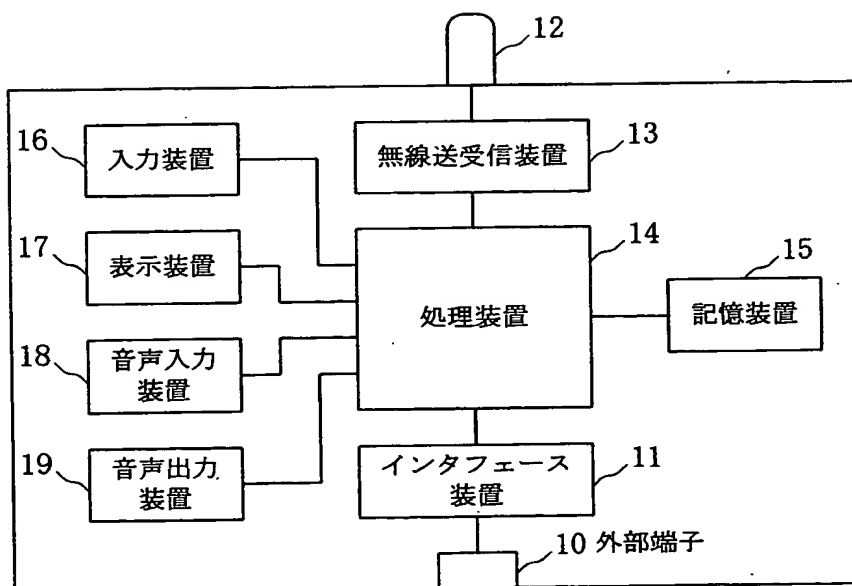 12
16
入力装置
無線送受信装置
13
17
表示装置
14
処理装置
15
記憶装置
18
音声入力
装置
19
音声出力
装置
インタフェース
装置
11
10 外部端子